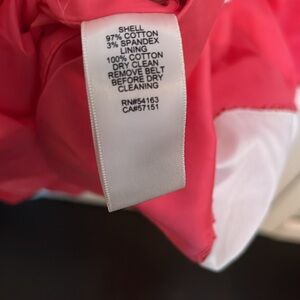 SHELL
97% COTTON
3% SPANDEX
LINING
100% COTTON
DRY CLEAN
REMOVE BELT
BEFORE DRY
CLEANING
RN#54163
CA#57151